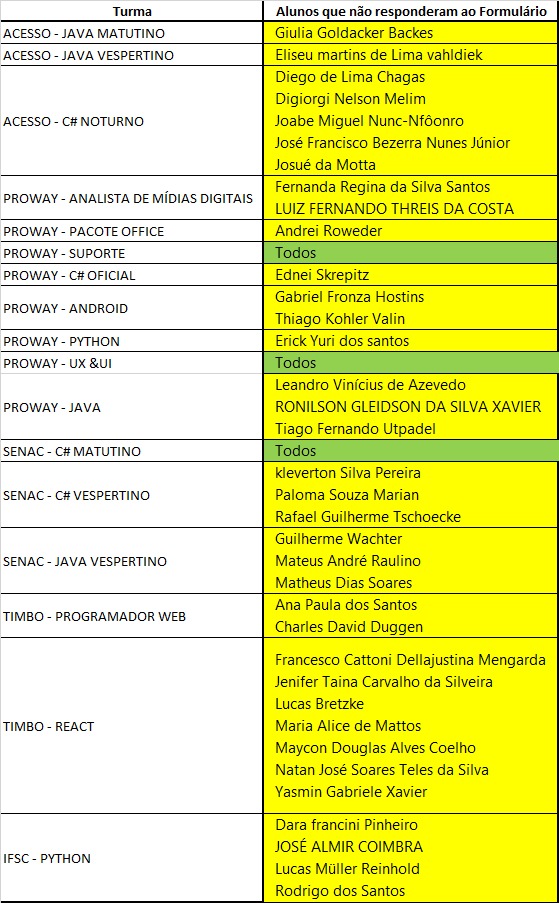 Turma Alunos que não responderam ao Formulário
ACESSO - JAVA MATUTINO Giulia Goldacker Backes
ACESSO - JAVA VESPERTINO Eliseu martins de Lima vahldiek
ACESSO - C# NOTURNO
Diego de Lima Chagas
Digiorgi Nelson Melim
Joabe Miguel Nunc-Nfôonro
José Francisco Bezerra Nunes Júnior
Josué da Motta
PROWAY - ANALISTA DE MÍDIAS DIGITAIS
Fernanda Regina da Silva Santos
LUIZ FERNANDO THREIS DA COSTA
PROWAY - PACOTE OFFICE Andrei Roweder
PROWAY - SUPORTE Todos
PROWAY - C# OFICIAL Ednei Skrepitz
PROWAY - ANDROID
Gabriel Fronza Hostins
Thiago Kohler Valin
PROWAY - PYTHON Erick Yuri dos santos
PROWAY - UX &UI Todos
PROWAY - JAVA
Leandro Vinícius de Azevedo
RONILSON GLEIDSON DA SILVA XAVIER
Tiago Fernando Utpadel
SENAC - C# MATUTINO Todos
SENAC - C# VESPERTINO
kleverton Silva Pereira
Paloma Souza Marian
Rafael Guilherme Tschoecke
SENAC - JAVA VESPERTINO
Guilherme Wachter
Mateus André Raulino
Matheus Dias Soares
TIMBO - PROGRAMADOR WEB
Ana Paula dos Santos
Charles David Duggen
TIMBO - REACT
Francesco Cattoni Dellajustina Mengarda
Jenifer Taina Carvalho da Silveira
Lucas Bretzke
Maria Alice de Mattos
Maycon Douglas Alves Coelho
Natan José Soares Teles da Silva
Yasmin Gabriele Xavier
IFSC - PYTHON
Dara francini Pinheiro
JOSÉ ALMIR COIMBRA
Lucas Müller Reinhold
Rodrigo dos Santos